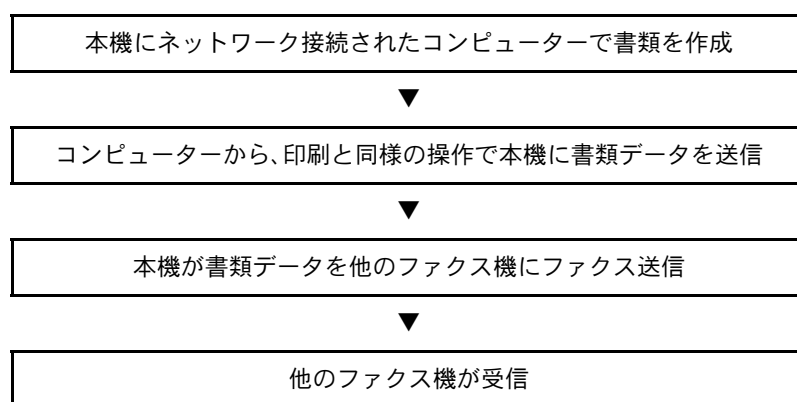 本機にネットワーク接続されたコンピューターで書類を作成
▼
コンピューターから、印刷と同様の操作で本機に書類データを送信
▼
本機が書類データを他のファクス機にファクス送信
▼
他のファクス機が受信